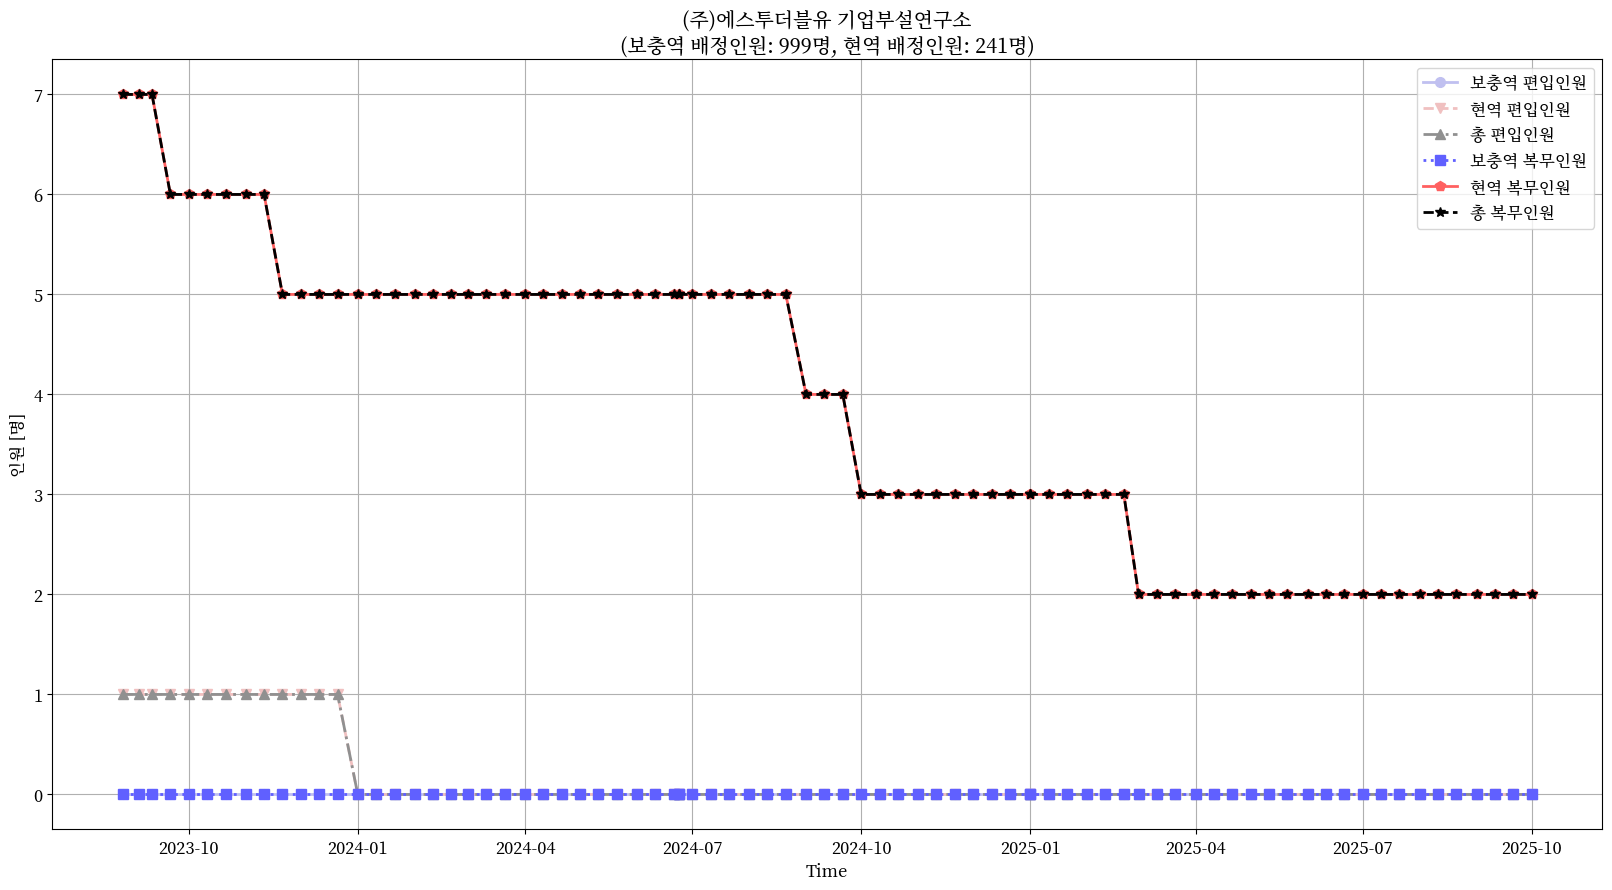 (주)에스투더블유 기업부설연구소
(보충역 배정인원: 999명, 현역 배정인원: 241명)
보충역 편입인원
현역 편입인원
총 편입인원
보충역 복무인원
현역 복무인원
총 복무인원
인원 [명]
7
6
5
4
3
2
1
0
2023-10
2024-01
2024-04
2024-07
2024-10
2025-01
2025-04
2025-07
2025-10
Time